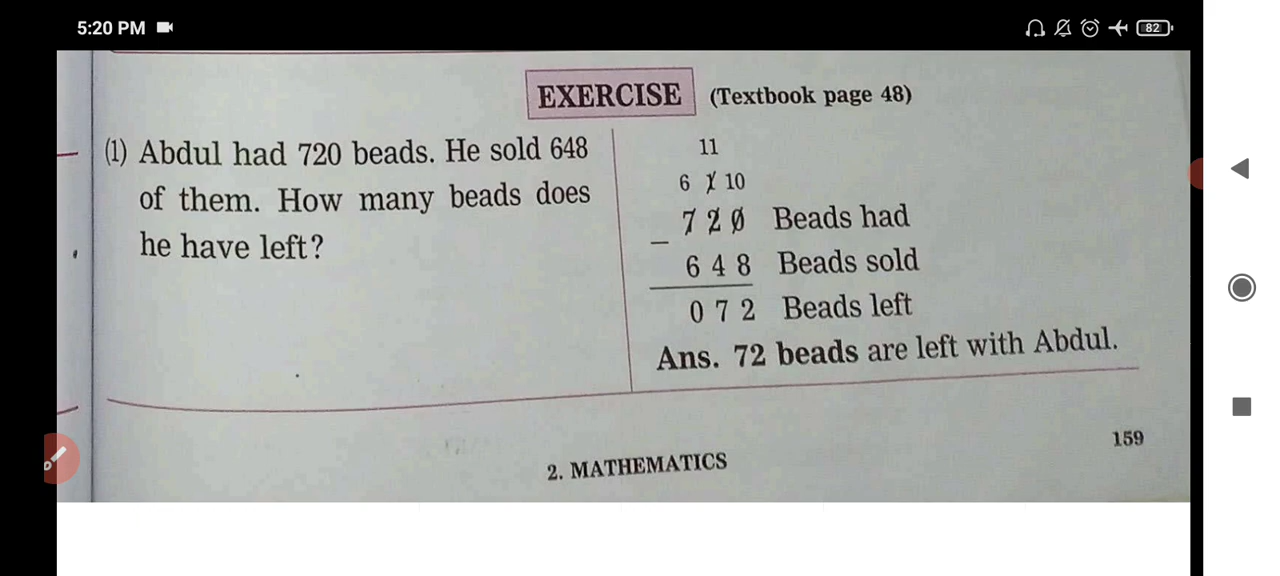 5:20 PM
82
EXERCISE (Textbook page 48)
(1) Abdul had 720 beads. He sold 648
of them. How many beads does
he have left?
11
6 1 10
7 2 0 Beads had
−
6 4 8 Beads sold
0 7 2 Beads left
Ans. 72 beads are left with Abdul.
159
2. MATHEMATICS